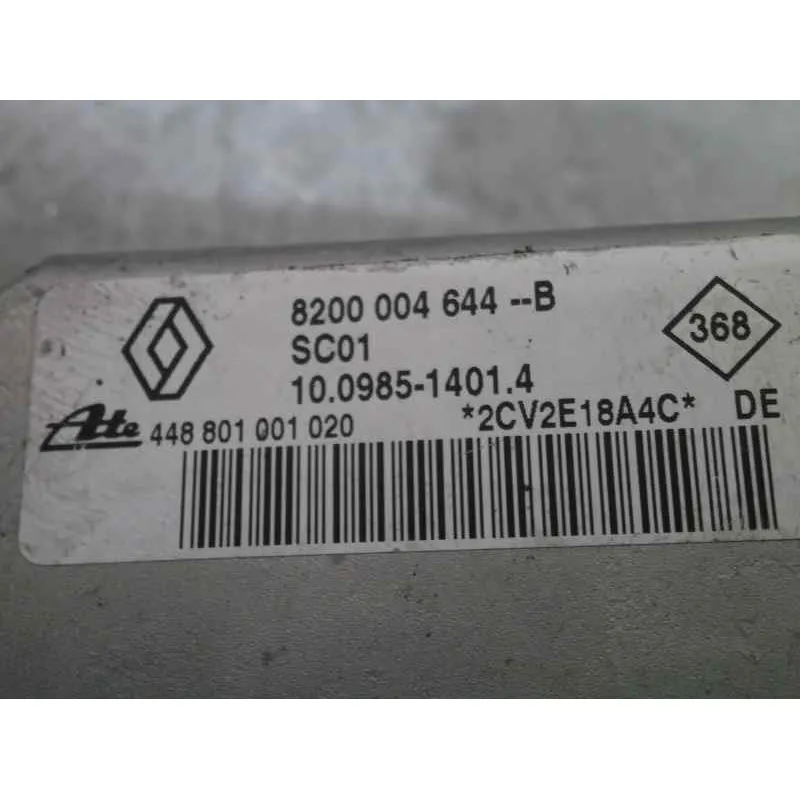 8200 004 644 --B
SC01
368
10.0985-1401.4
Ate 448 801 001 020
*2CV2E18A4C* DE